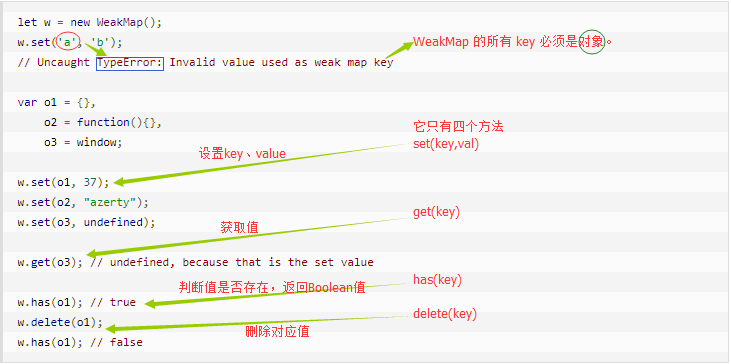 let w = new WeakMap();
w.set('a', 'b');
WeakMap 的所有 key 必须是对象。
// Uncaught TypeError: Invalid value used as weak map key
var o1 = {},
o2 = function(){},
o3 = window;
它只有四个方法
set(key,val)
设置key、value
w.set(o1, 37);
w.set(o2, "azerty");
w.set(o3, undefined);
get(key)
获取值
w.get(o3); // undefined, because that is the set value
has(key)
判断值是否存在，返回Boolean值
w.has(o1); // true
delete(key)
w.delete(o1);
删除对应值
w.has(o1); // false